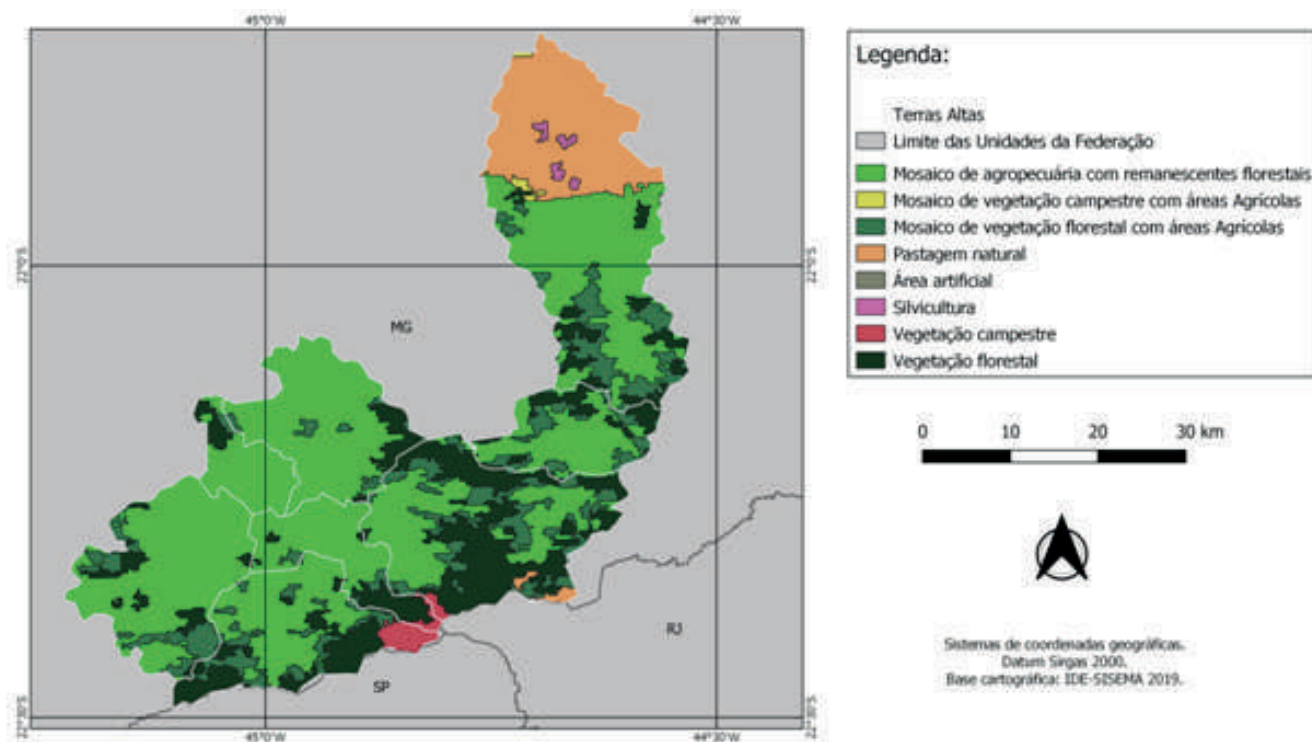 45°0'W
44°30'W
22°0'S
22°0'S
MG
RJ
SP
22°30'S
22°30'S
45°0'W
44°30'W
Legenda:
Terras Altas
Limite das Unidades da Federação
Mosaico de agropecuária com remanescentes florestais
Mosaico de vegetação campestre com áreas Agrícolas
Mosaico de vegetação florestal com áreas Agrícolas
Pastagem natural
Área artificial
Silvicultura
Vegetação campestre
Vegetação florestal
0 10 20 30 km
Sistemas de coordenadas geográficas.
Datum Sirgas 2000.
Base cartográfica: IDE-SISEMA 2019.